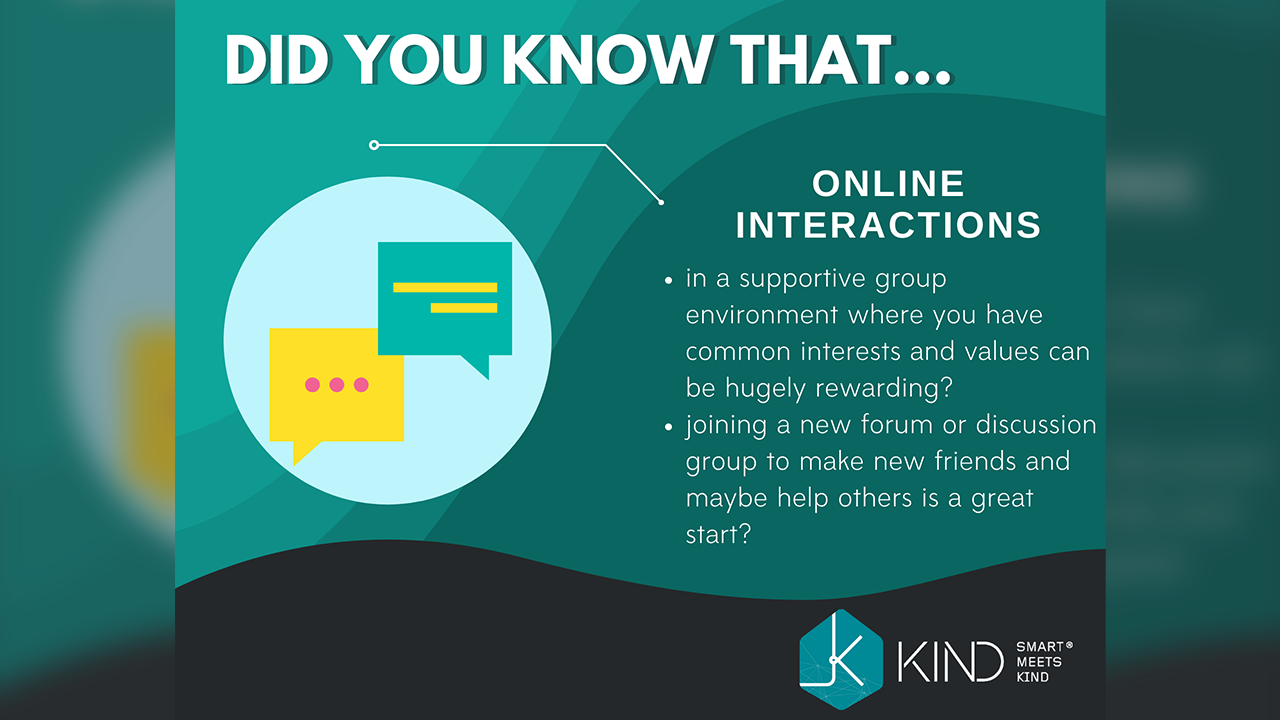 DID YOU KNOW THAT...
ONLINE
INTERACTIONS
• in a supportive group
environment where you have
common interests and values can
be hugely rewarding?
• joining a new forum or discussion
group to make new friends and
maybe help others is a great
start?
K
KIND
SMART®
MEETS
KIND